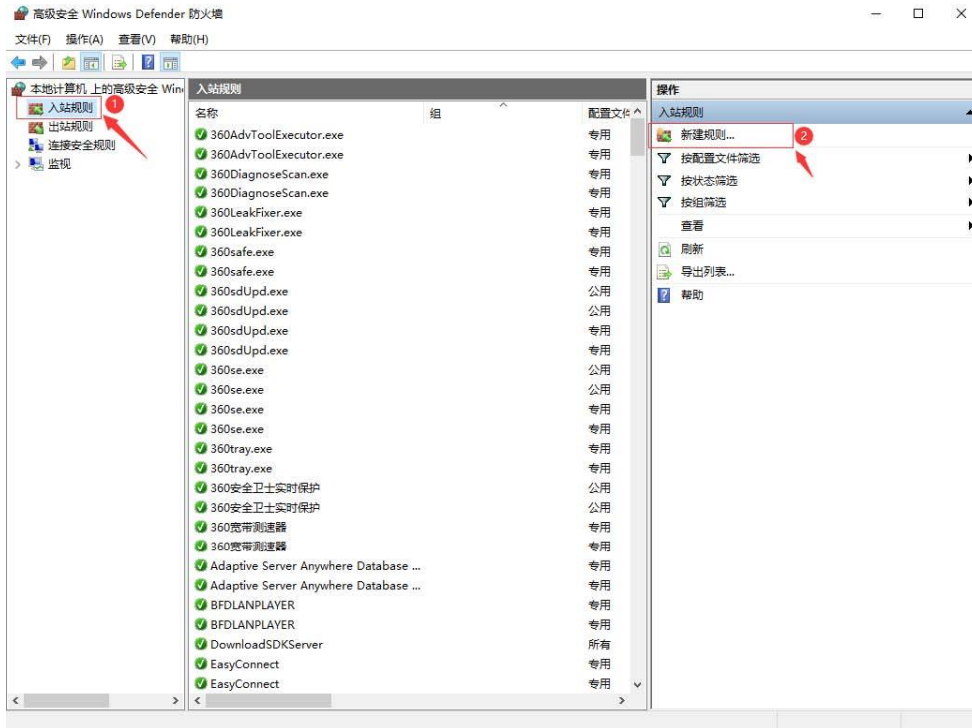 高级安全 Windows Defender 防火墙
文件(F) 操作(A) 查看(V) 帮助(H)
本地计算机 上的高级安全 Win
入站规则
1
出站规则
连接安全规则
监视
入站规则
名称 组 配置文件
360AdvToolExecutor.exe 专用
360AdvToolExecutor.exe 专用
360DiagnoseScan.exe 专用
360DiagnoseScan.exe 专用
360LeakFixer.exe 专用
360LeakFixer.exe 专用
360safe.exe 专用
360safe.exe 专用
360sdUpd.exe 公用
360sdUpd.exe 公用
360sdUpd.exe 专用
360sdUpd.exe 专用
360se.exe 公用
360se.exe 公用
360se.exe 专用
360se.exe 专用
360tray.exe 专用
360tray.exe 专用
360安全卫士实时保护 公用
360安全卫士实时保护 公用
360宽带测速器 专用
360宽带测速器 专用
Adaptive Server Anywhere Database ... 专用
Adaptive Server Anywhere Database ... 专用
BFDLANPLAYER 专用
BFDLANPLAYER 专用
DownloadSDKServer 所有
EasyConnect 专用
EasyConnect 专用
操作
入站规则
新建规则...
2
按配置文件筛选
按状态筛选
按组筛选
查看
刷新
导出列表...
帮助